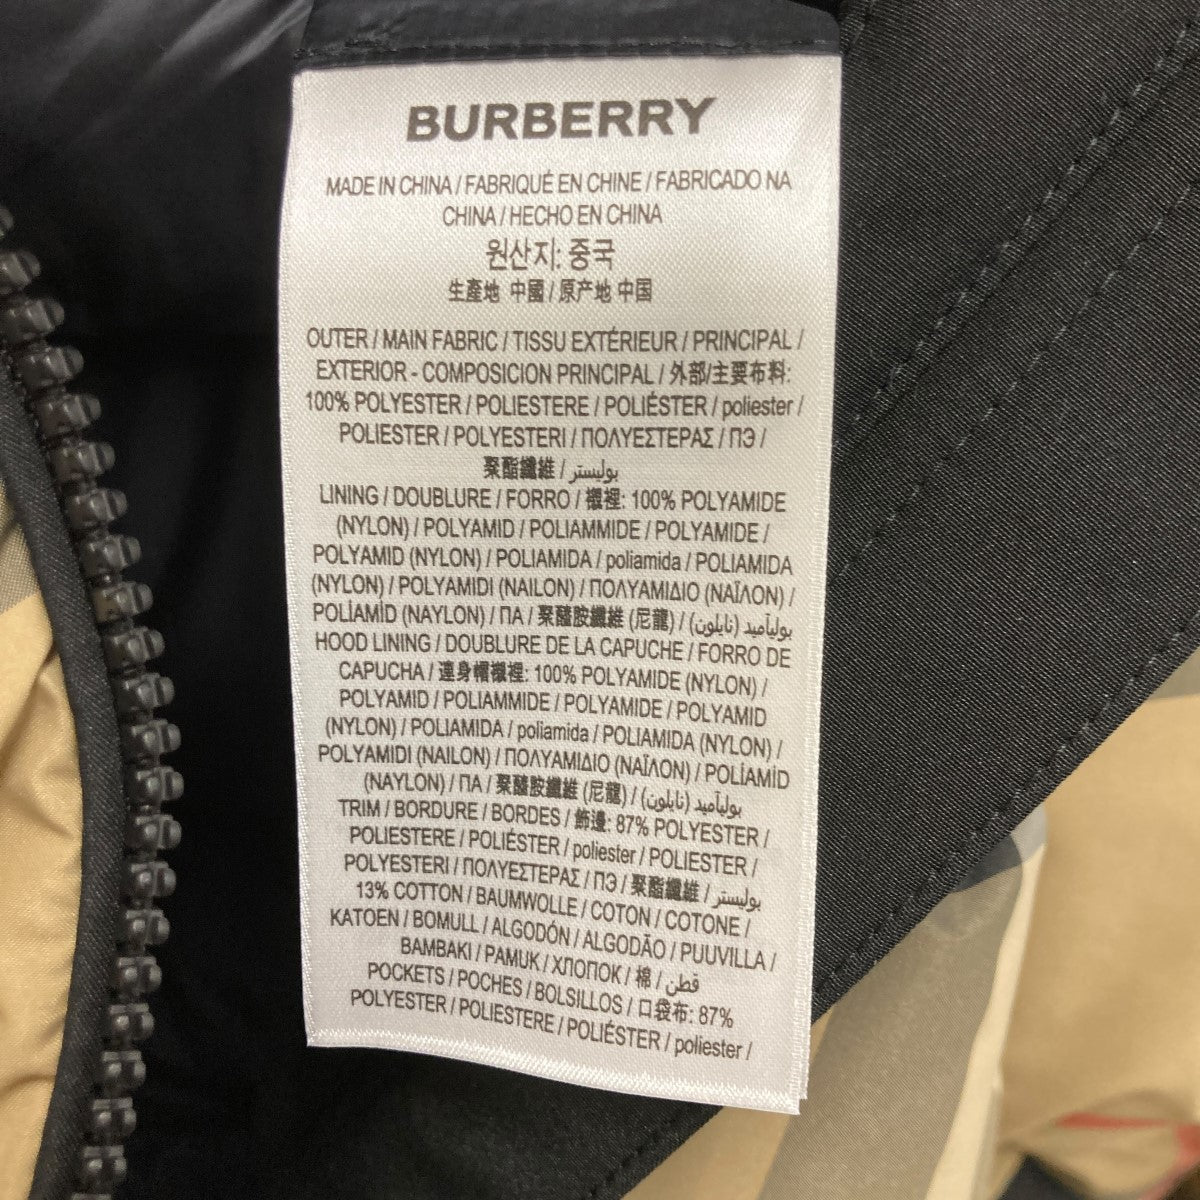 BURBERRY
MADE IN CHINA / FABRIQUÉ EN CHINE / FABRICADO NA
CHINA / HECHO EN CHINA
원산지: 중국
生產地 中國 / 原产地 中国
OUTER / MAIN FABRIC / TISSU EXTÉRIEUR / PRINCIPAL /
EXTERIOR - COMPOSICION PRINCIPAL / 外部/主要布料:
100% POLYESTER / POLIESTERE / POLIÉSTER / poliester /
POLIESTER / POLYESTERI / ΠΟΛΥΕΣΤΕΡΑΣ / ПЭ /
聚酯纖維 / بوليستر
LINING / DOUBLURE / FORRO / 襯裡: 100% POLYAMIDE
(NYLON) / POLYAMID / POLIAMMIDE / POLYAMIDE /
POLYAMID (NYLON) / POLIAMIDA / poliamida / POLIAMIDA
(NYLON) / POLYAMIDI (NAILON) / ΠΟΛΥΑΜΙΔΙΟ (ΝΑΪΛΟΝ) /
POLİAMİD (NAYLON) / ПА / 聚醯胺纖維 (尼龍) / بوليآميد (نايلون)
HOOD LINING / DOUBLURE DE LA CAPUCHE / FORRO DE
CAPUCHA / 連身帽襯裡: 100% POLYAMIDE (NYLON) /
POLYAMID / POLIAMMIDE / POLYAMIDE / POLYAMID
(NYLON) / POLIAMIDA / poliamida / POLIAMIDA (NYLON) /
POLYAMIDI (NAILON) / ΠΟΛΥΑΜΙΔΙΟ (ΝΑΪΛΟΝ) / POLİAMİD
(NAYLON) / ПА / 聚醯胺纖維 (尼龍) / بوليآميد (نايلون)
TRIM / BORDURE / BORDES / 飾邊: 87% POLYESTER /
POLIESTERE / POLIÉSTER / poliester / POLIESTER /
POLYESTERI / ΠΟΛΥΕΣΤΕΡΑΣ / ПЭ / 聚酯纖維 / بوليستر
13% COTTON / BAUMWOLLE / COTON / COTONE /
KATOEN / BOMULL / ALGODÓN / ALGODÃO / PUUVILLA /
BAMBAKI / PAMUK / ХЛОПОК / 棉 / قطن
POCKETS / POCHES / BOLSILLOS / 口袋布: 87%
POLYESTER / POLIESTERE / POLIÉSTER / poliester /